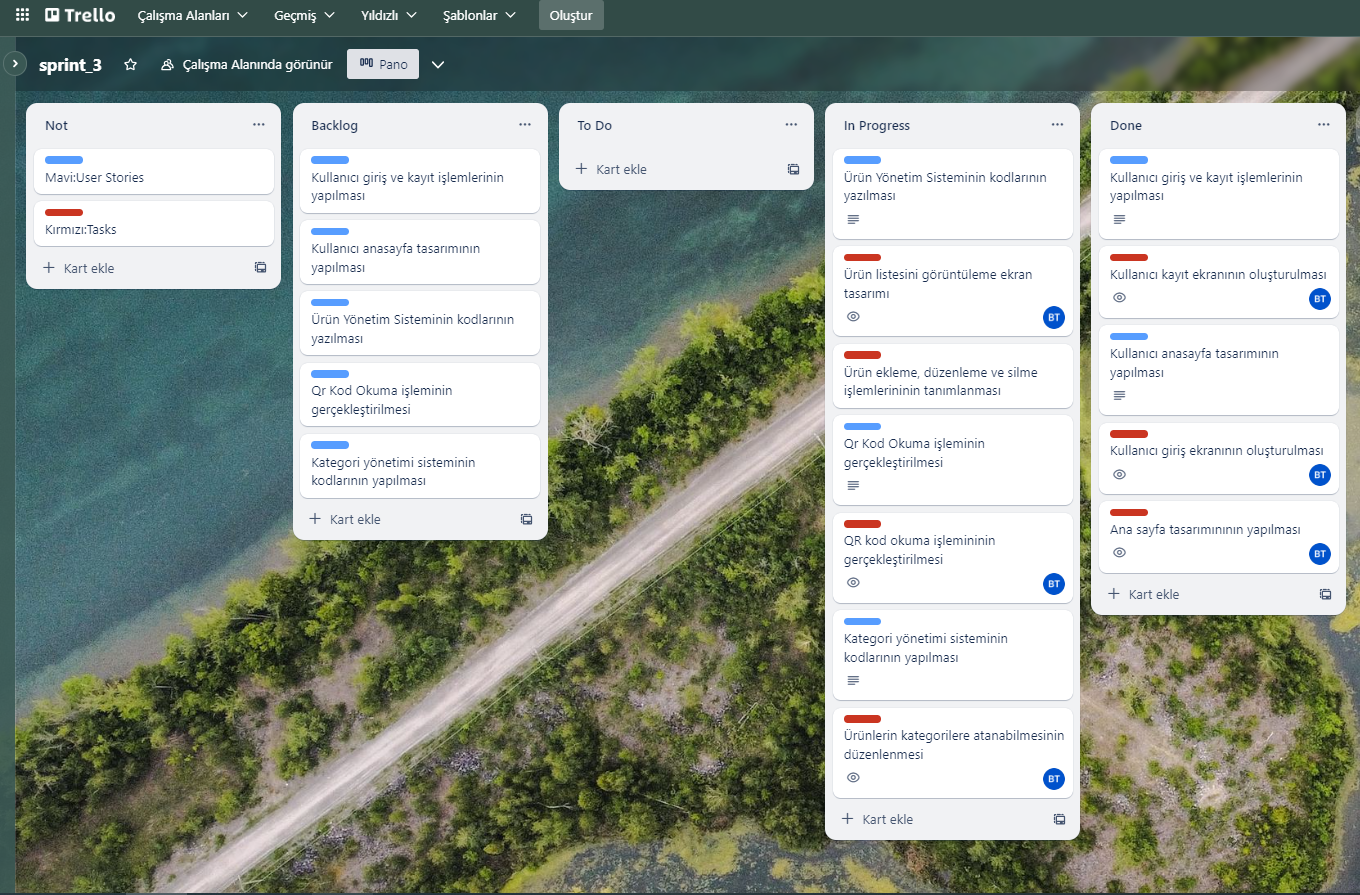 Trello
Çalışma Alanları
Geçmiş
Yıldızlı
Şablonlar
Oluştur
sprint_3
Çalışma Alanında görünür
Pano
Not
Mavi:User Stories
Kırmızı:Tasks
Kart ekle
Backlog
Kullanıcı giriş ve kayıt işlemlerinin
yapılması
Kullanıcı anasayfa tasarımının
yapılması
Ürün Yönetim Sisteminin kodlarının
yazılması
Qr Kod Okuma işleminin
gerçekleştirilmesi
Kategori yönetimi sisteminin
kodlarının yapılması
Kart ekle
To Do
Kart ekle
In Progress
Ürün Yönetim Sisteminin kodlarının
yazılması
Ürün listesini görüntüleme ekran
tasarımı
BT
Ürün ekleme, düzenleme ve silme
işlemlerininin tanımlanması
Qr Kod Okuma işleminin
gerçekleştirilmesi
QR kod okuma işlemininin
gerçekleştirilmesi
BT
Kategori yönetimi sisteminin
kodlarının yapılması
Ürünlerin kategorilere atanabilmesinin
düzenlenmesi
BT
Kart ekle
Done
Kullanıcı giriş ve kayıt işlemlerinin
yapılması
Kullanıcı kayıt ekranının oluşturulması
BT
Kullanıcı anasayfa tasarımının
yapılması
Kullanıcı giriş ekranının oluşturulması
BT
Ana sayfa tasarımınının yapılması
BT
Kart ekle